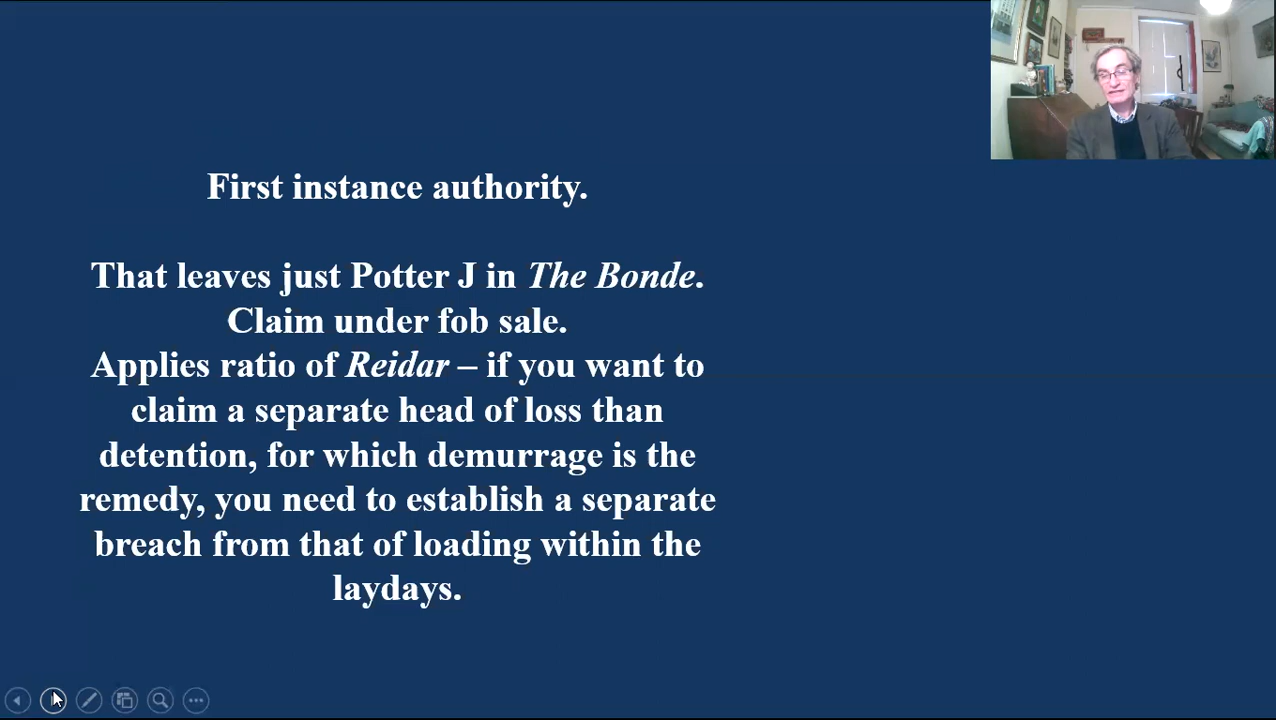 First instance authority.
That leaves just Potter J in The Bonde.
Claim under fob sale.
Applies ratio of Reidar – if you want to
claim a separate head of loss than
detention, for which demurrage is the
remedy, you need to establish a separate
breach from that of loading within the
laydays.